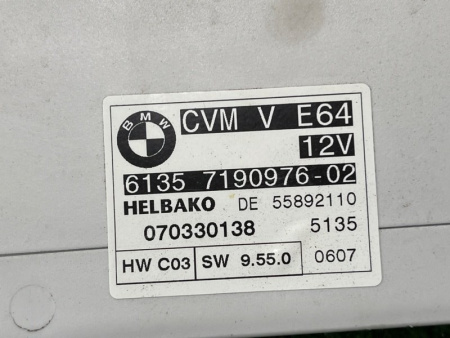 BMW
CVM V E64
12V
6135 7190976-02
HELBAKO DE 55892110
070330138 5135
HW C03 SW 9.55.0 0607